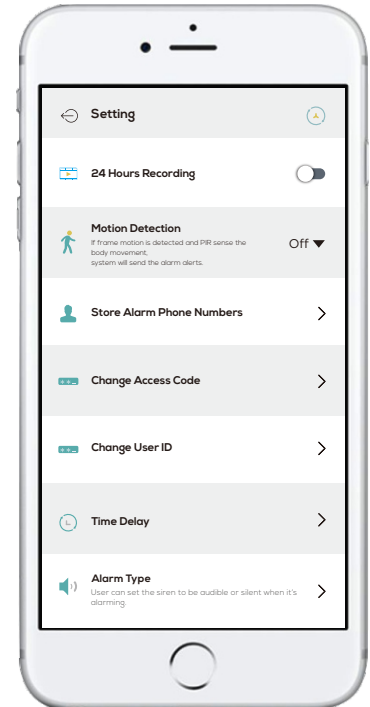 Setting
24 Hours Recording
Motion Detection
If frame motion is detected and PIR sense the
body movement,
system will send the alarm alerts.
Off
Store Alarm Phone Numbers
Change Access Code
Change User ID
Time Delay
Alarm Type
User can set the siren to be audible or silent when it's
alarming